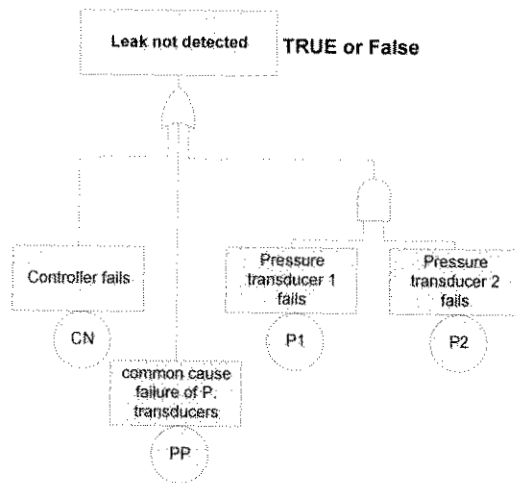 Leak not detected
TRUE or False
Controller fails
CN
common cause
failure of P.
transducers
PP
Pressure
transducer 1
fails
P1
Pressure
transducer 2
fails
P2